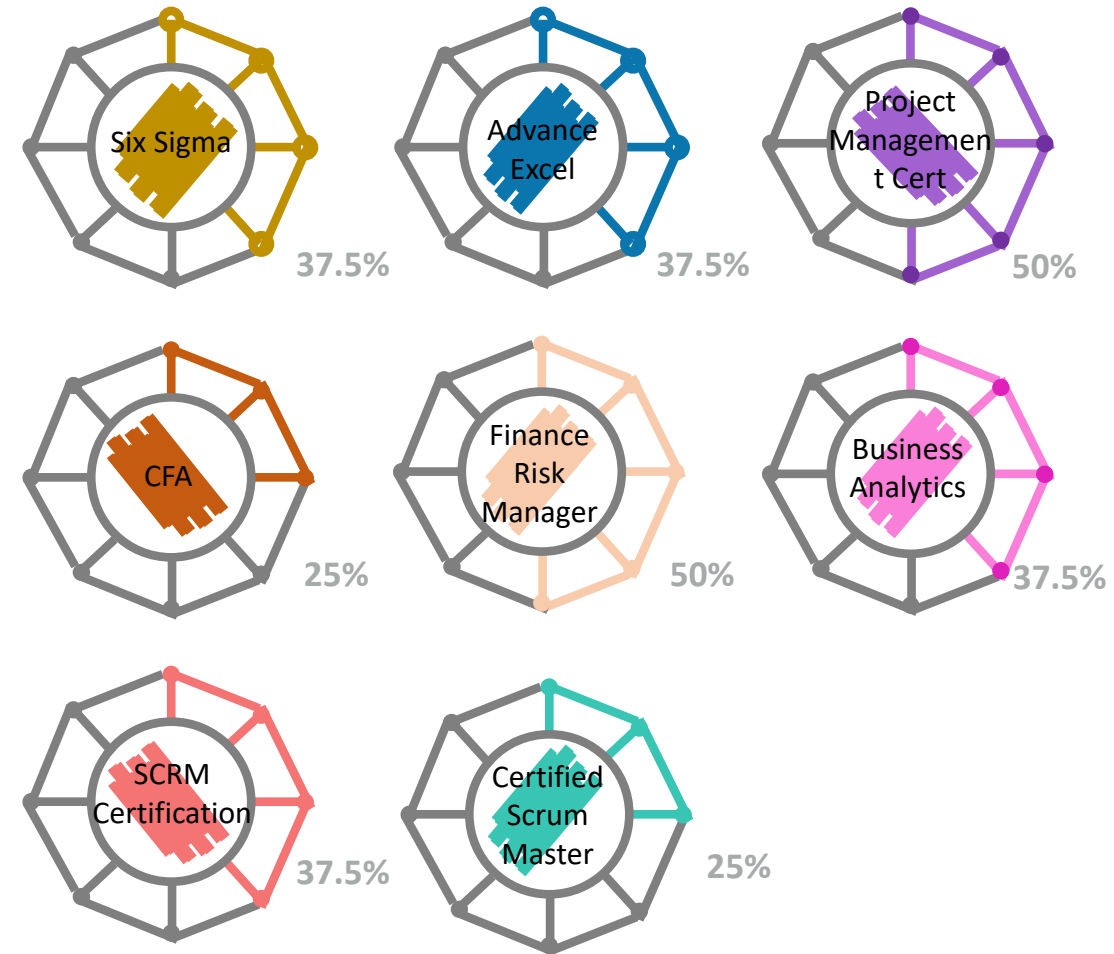 Six Sigma
37.5%
Advance
Excel
37.5%
Project
Managemen
t Cert
50%
CFA
25%
Finance
Risk
Manager
50%
Business
Analytics
37.5%
SCRM
Certification
37.5%
Certified
Scrum
Master
25%